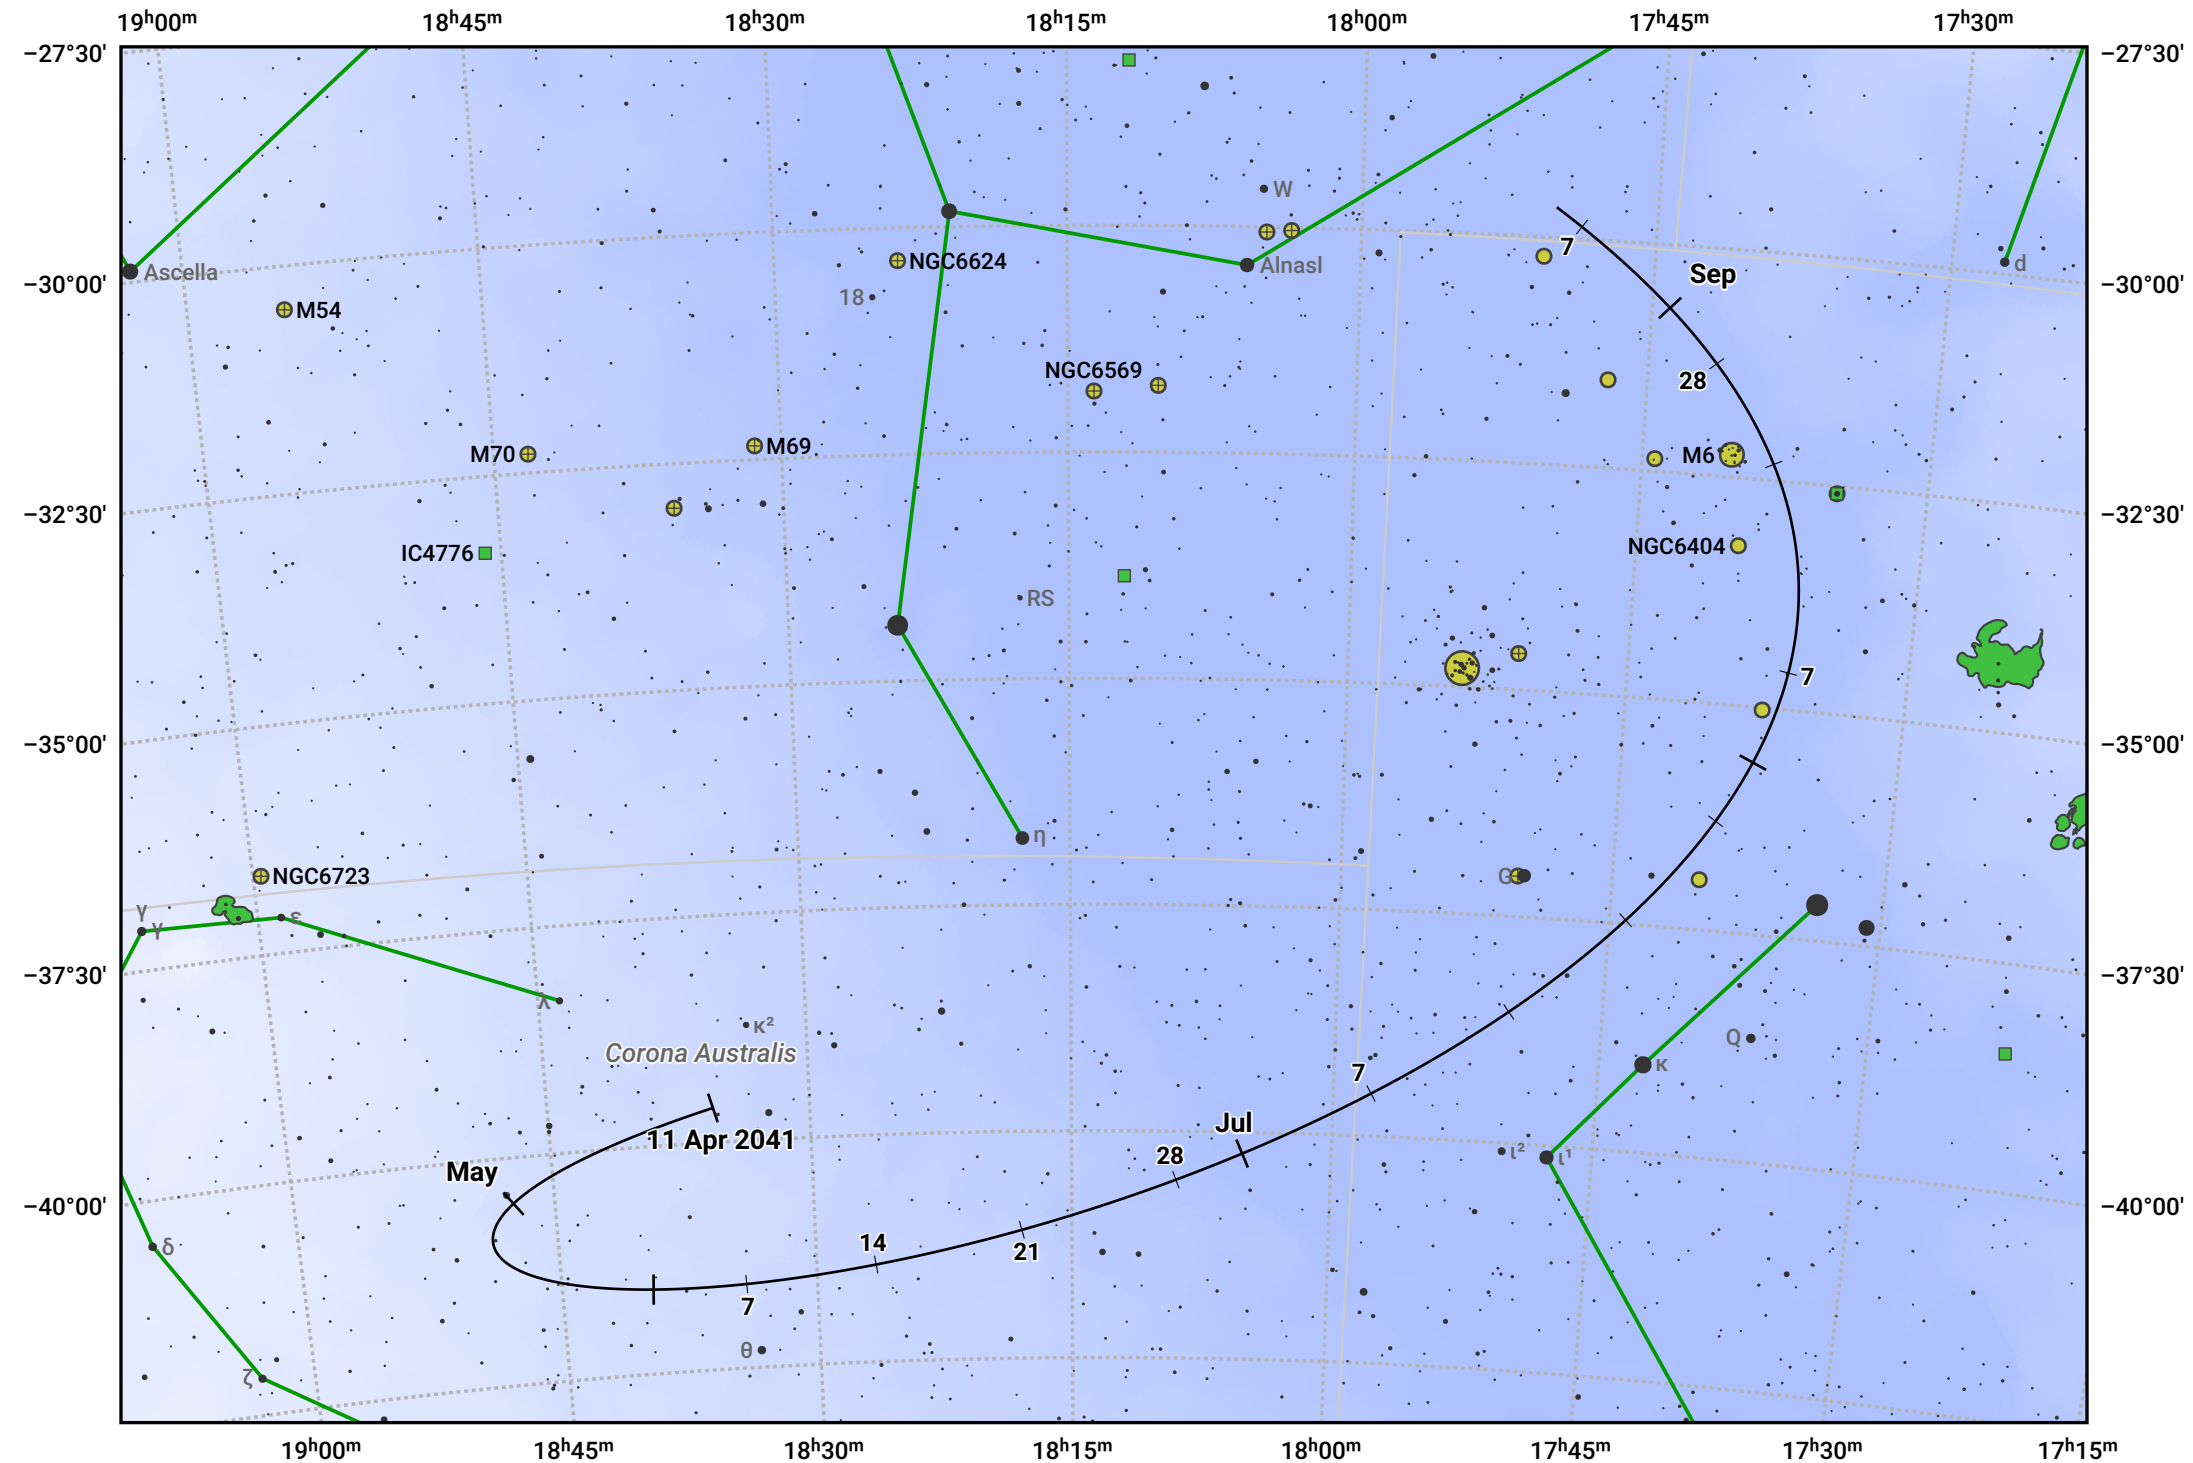 19h00m 18h45m 18h30m 18h15m 18h00m 17h45m 17h30m
−27°30' −27°30'
W
7
Sep
Ascella
NGC6624
Alnasl
d
−30°00' −30°00'
18
M54
NGC6569
28
M70
M69
M6
−32°30' −32°30'
IC4776
NGC6404
RS
7
−35°00' −35°00'
η
NGC6723
G
γ
γ
ε
−37°30' −37°30'
λ
κ²
Q
Corona Australis
κ
7
Jul
11 Apr 2041
May
28
ι²
ι¹
−40°00' −40°00'
δ
14
21
7
θ
ζ
19h00m 18h45m 18h30m 18h15m 18h00m 17h45m 17h30m 17h15m